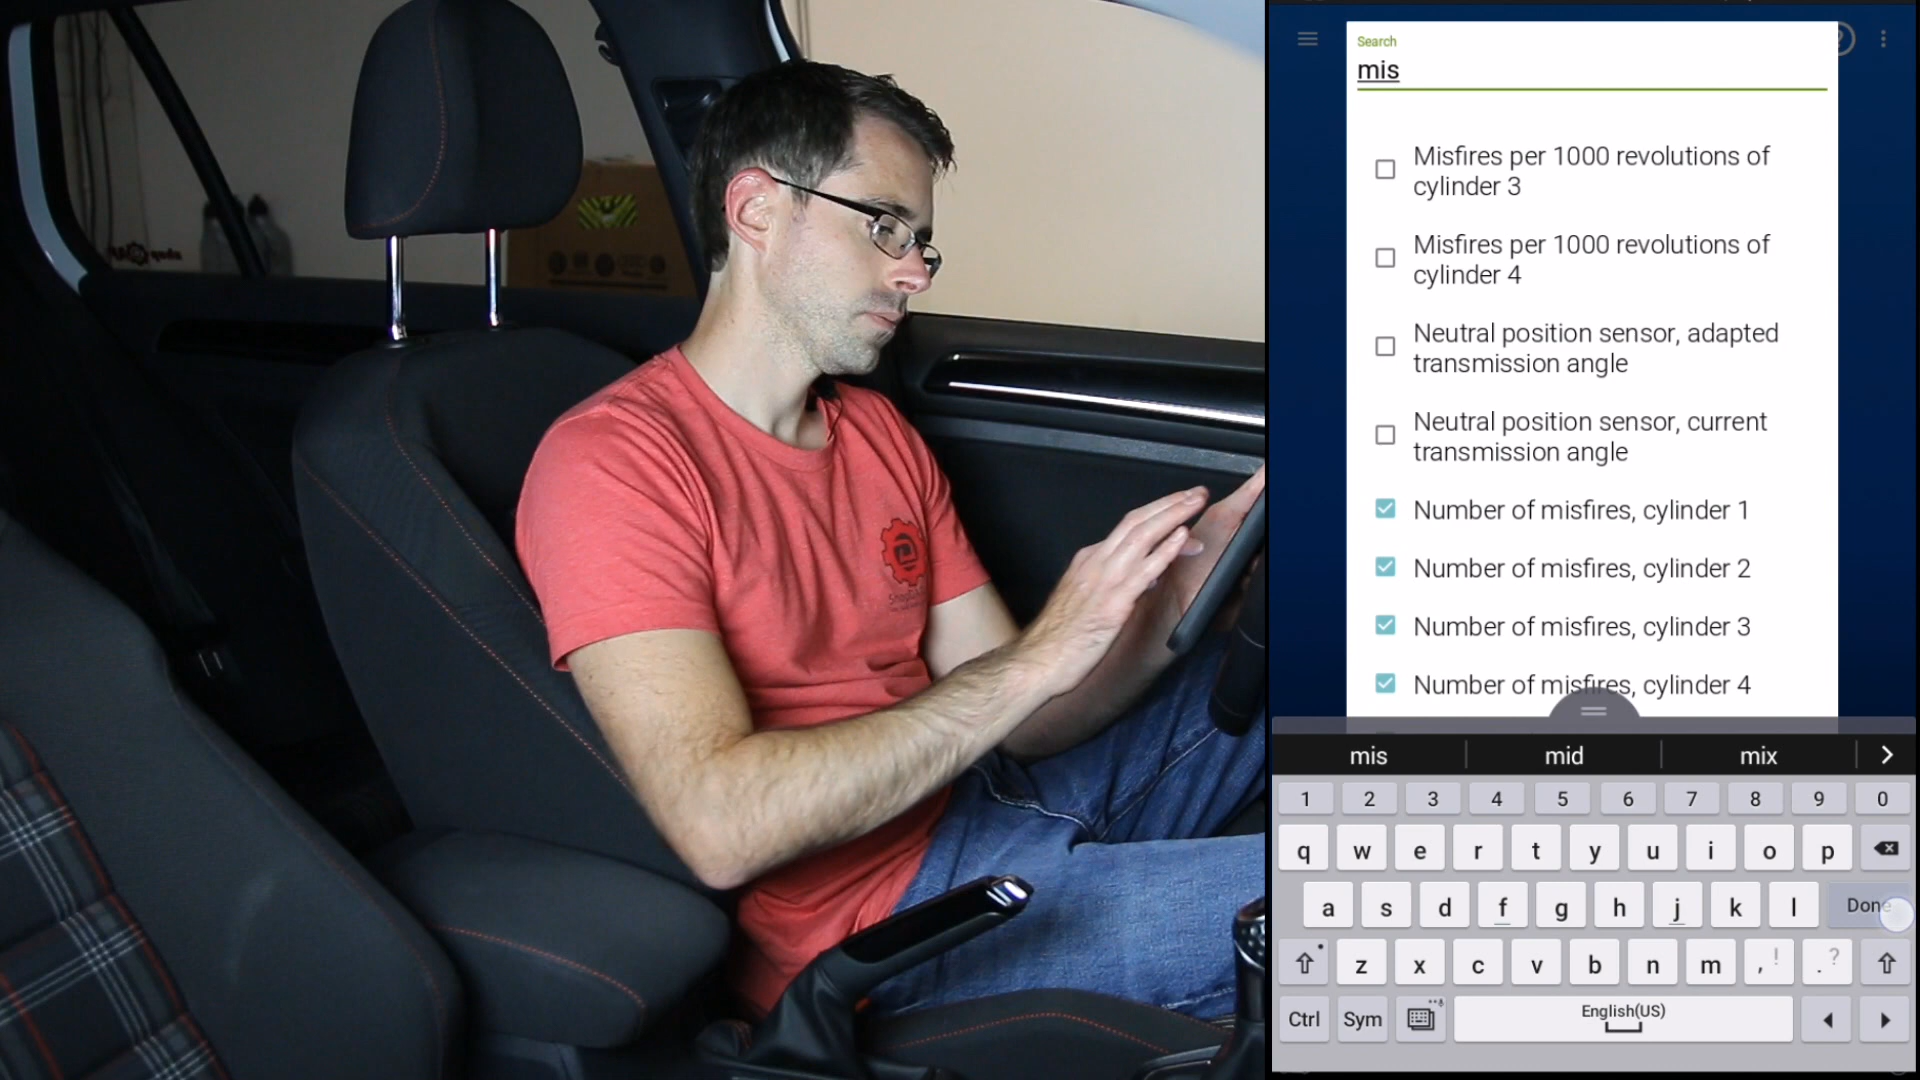 Search
mis
Misfires per 1000 revolutions of
cylinder 3
Misfires per 1000 revolutions of
cylinder 4
Neutral position sensor, adapted
transmission angle
Neutral position sensor, current
transmission angle
Number of misfires, cylinder 1
Number of misfires, cylinder 2
Number of misfires, cylinder 3
Number of misfires, cylinder 4
mis mid mix
1 2 3 4 5 6 7 8 9 0
q w e r t y u i o p
a s d f g h j k l Done
z x c v b n m , ! . ?
Ctrl Sym English(US)